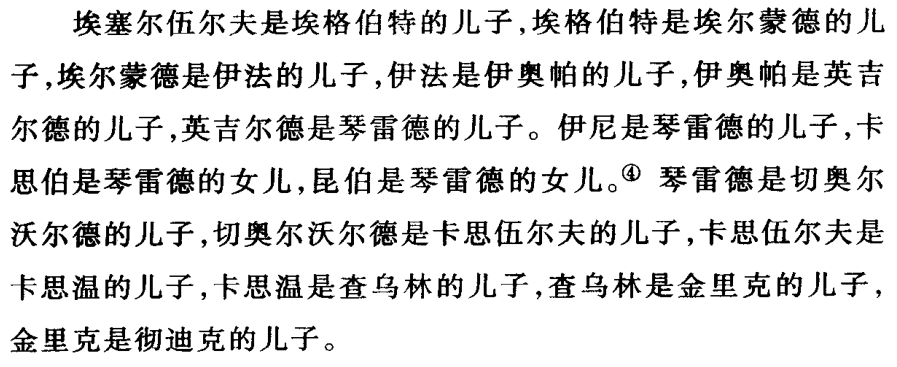 埃塞尔伍尔夫是埃格伯特的儿子,埃格伯特是埃尔蒙德的儿
子,埃尔蒙德是伊法的儿子,伊法是伊奥帕的儿子,伊奥帕是英吉
尔德的儿子,英吉尔德是琴雷德的儿子。伊尼是琴雷德的儿子,卡
思伯是琴雷德的女儿,昆伯是琴雷德的女儿。④ 琴雷德是切奥尔
沃尔德的儿子,切奥尔沃尔德是卡思伍尔夫的儿子,卡思伍尔夫是
卡思温的儿子,卡思温是查乌林的儿子,查乌林是金里克的儿子,
金里克是彻迪克的儿子。